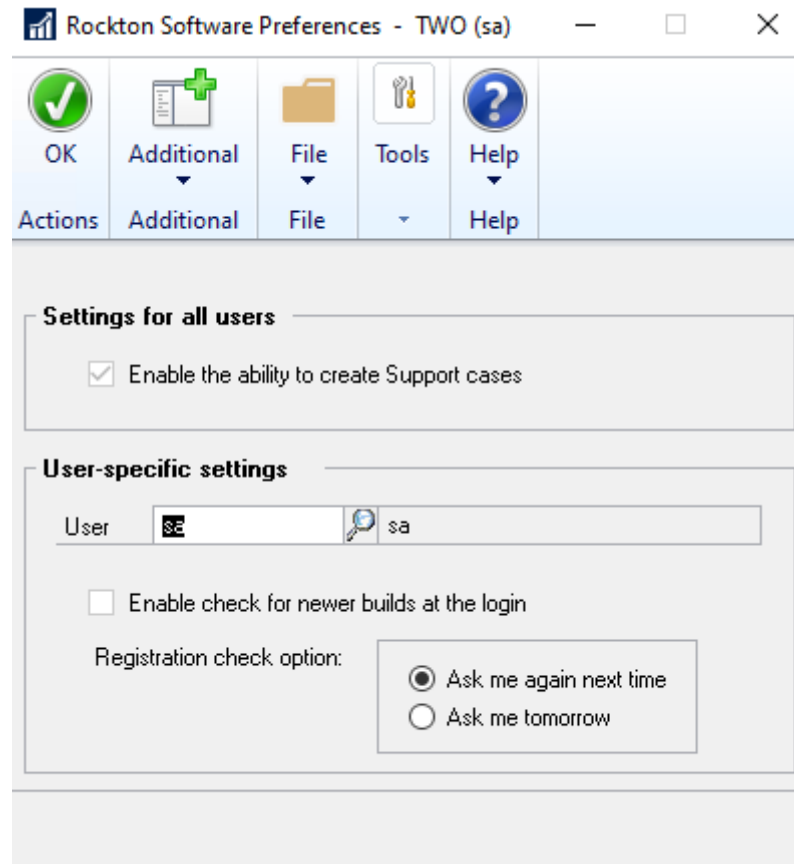 Rockton Software Preferences - TWO (sa)
OK Additional File Tools Help
Actions Additional File Help
Settings for all users
Enable the ability to create Support cases
User-specific settings
User sa sa
Enable check for newer builds at the login
Registration check option:
Ask me again next time
Ask me tomorrow